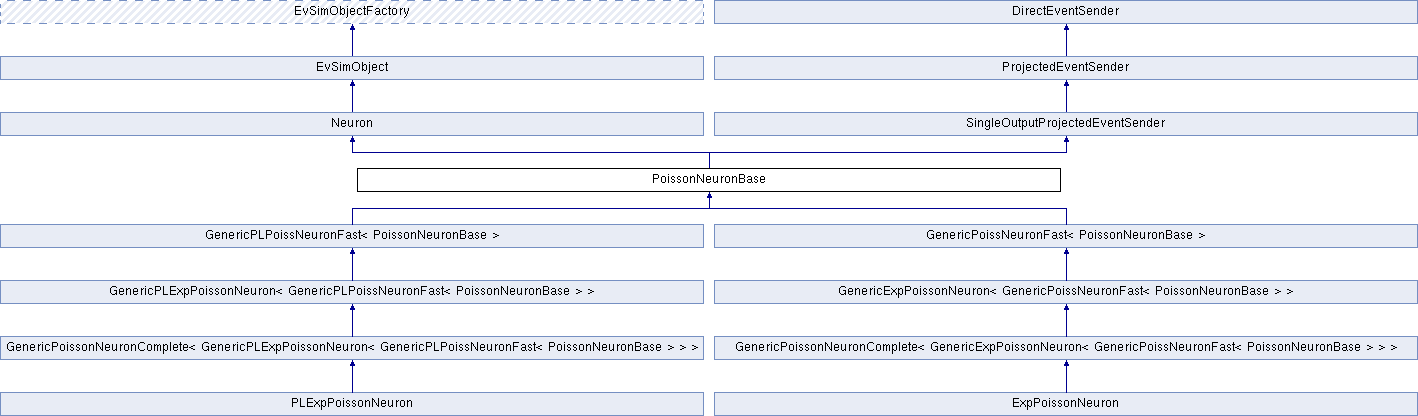 EvSimObjectFactory
DirectEventSender
EvSimObject
ProjectedEventSender
Neuron
SingleOutputProjectedEventSender
PoissonNeuronBase
GenericPLPoissNeuronFast< PoissonNeuronBase >
GenericPoissNeuronFast< PoissonNeuronBase >
GenericPLExpPoissonNeuron< GenericPLPoissNeuronFast< PoissonNeuronBase > >
GenericExpPoissonNeuron< GenericPoissNeuronFast< PoissonNeuronBase > >
GenericPoissonNeuronComplete< GenericPLExpPoissonNeuron< GenericPLPoissNeuronFast< PoissonNeuronBase > > >
GenericPoissonNeuronComplete< GenericExpPoissonNeuron< GenericPoissNeuronFast< PoissonNeuronBase > > >
PLExpPoissonNeuron
ExpPoissonNeuron